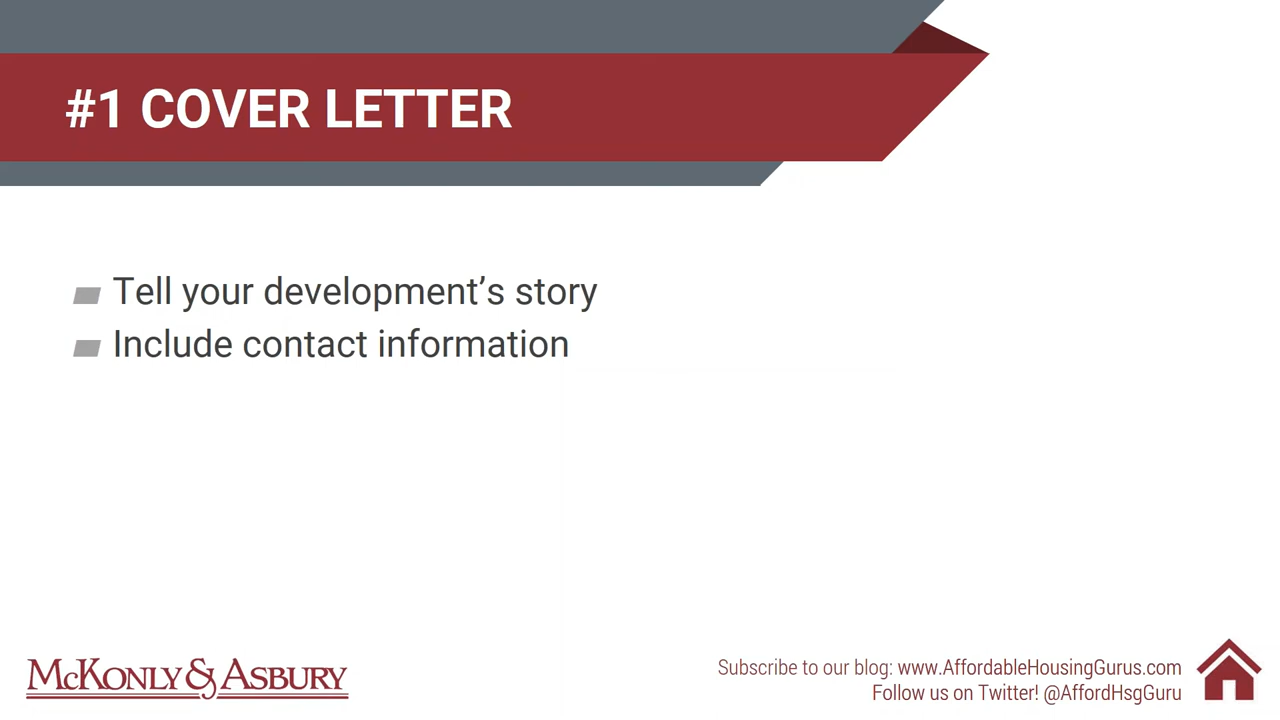 #1 COVER LETTER
Tell your development's story
Include contact information
McKonly & Asbury
Subscribe to our blog: www.AffordableHousingGurus.com
Follow us on Twitter! @AffordHsgGuru